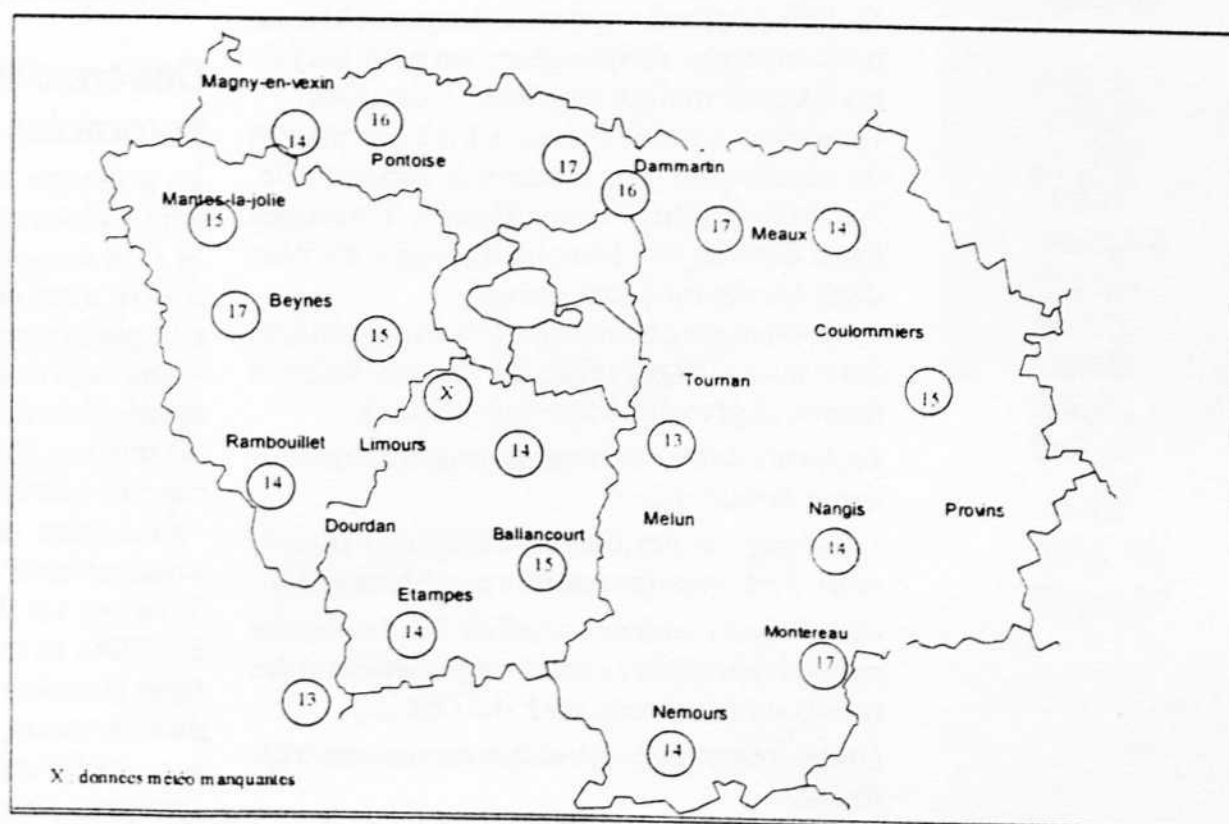 Magny-en-vexin
16
14
Pontoise
17
Dammartin
16
Mantes-la-jolie
15
17
Meaux
14
Beynes
17
15
Coulommiers
X
Tournan
15
Rambouillet
Limours
14
13
14
Dourdan
Ballancourt
Melun
Nangis
Provins
15
14
Etampes
14
Montereau
17
13
Nemours
14
X : données météo manquantes